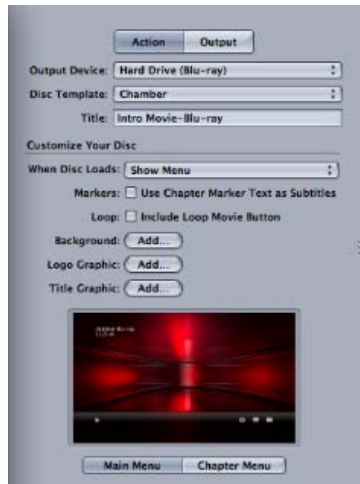 Action Output
Output Device: Hard Drive (Blu-ray)
Disc Template: Chamber
Title: Intro Movie-Blu-ray
Customize Your Disc
When Disc Loads: Show Menu
Markers: Use Chapter Marker Text as Subtitles
Loop: Include Loop Movie Button
Background: Add...
Logo Graphic: Add...
Title Graphic: Add...
Main Menu Chapter Menu